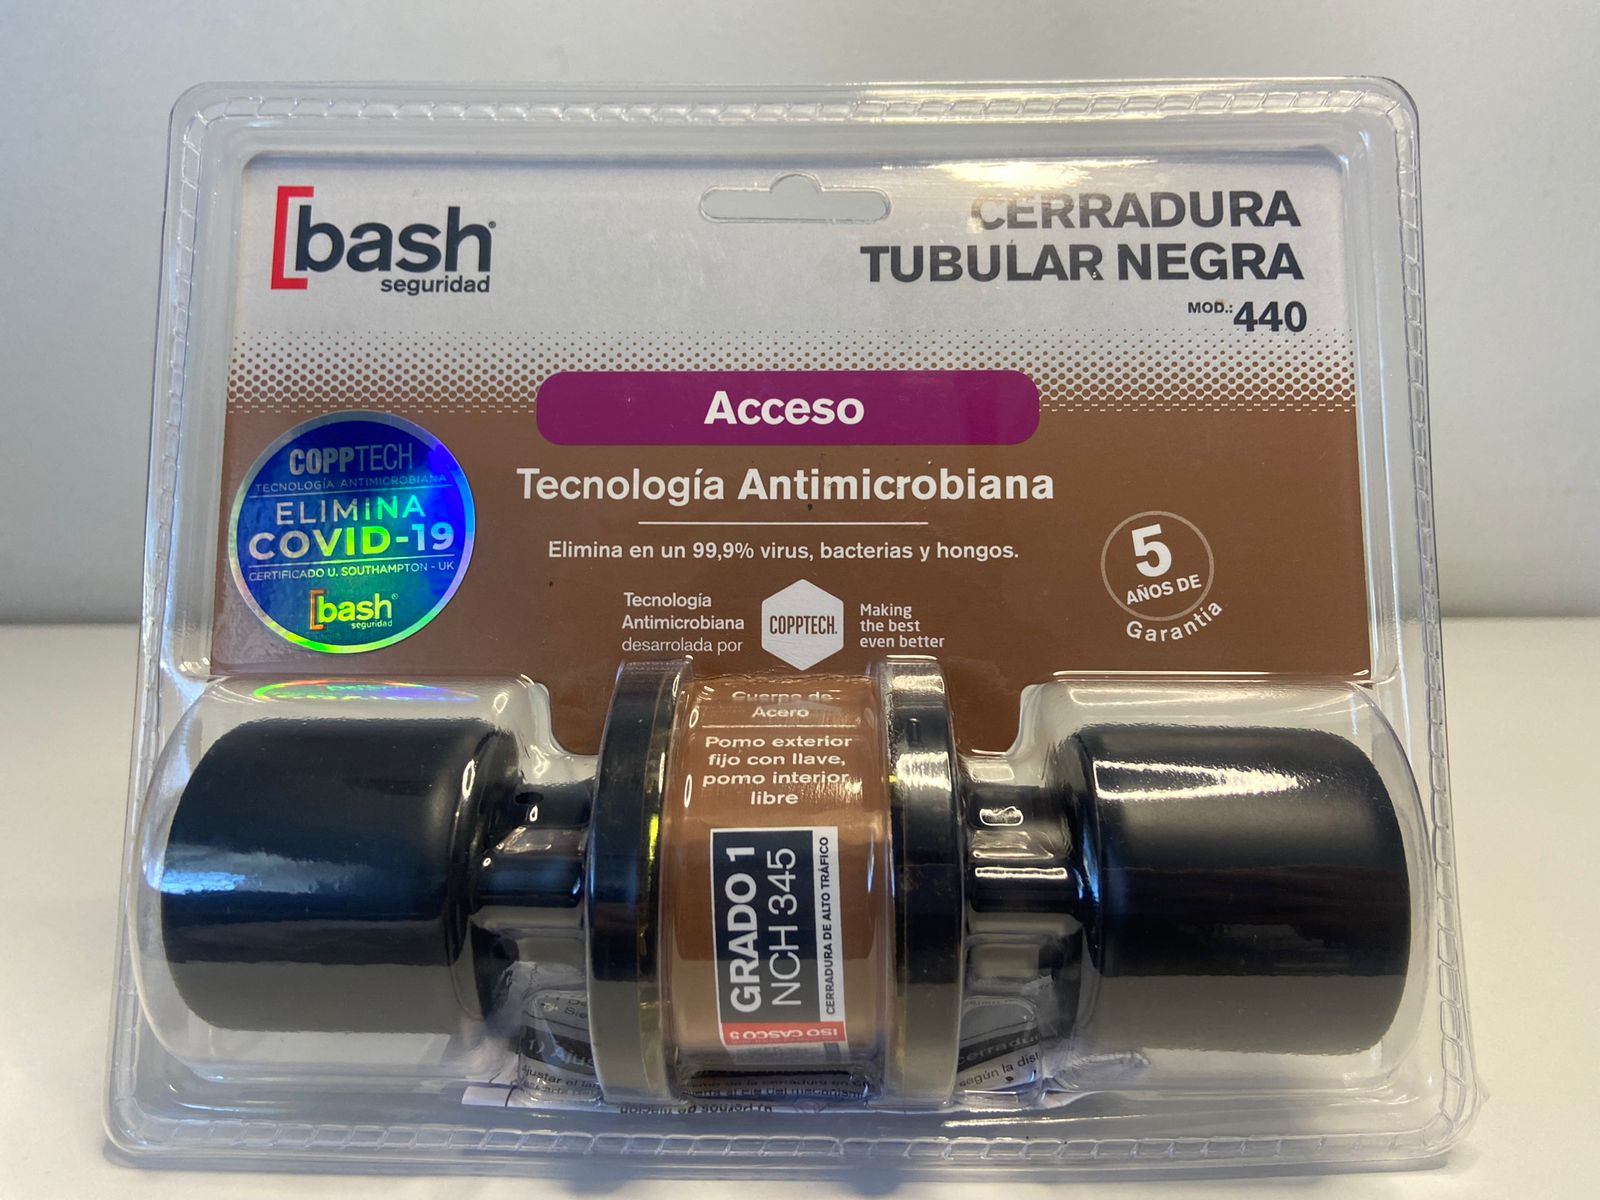 [bash®
seguridad
CERRADURA
TUBULAR NEGRA
MOD.: 440
Acceso
COPPTECH
TECNOLOGÍA ANTIMICROBIANA
ELIMINA
COVID-19
CERTIFICADO U. SOUTHAMPTON - UK
[bash®
seguridad
Tecnología Antimicrobiana
Elimina en un 99,9% virus, bacterias y hongos.
Tecnología
Antimicrobiana
desarrolada por
COPPTECH.
Making
the best
even better
5
AÑOS DE
Garantía
Cuerpo de
Acero
Pomo exterior
fijo con llave,
pomo interior
libre
GRADO 1
NCH 345
CERRADURA DE ALTO TRÁFICO
ISO CASCO 5